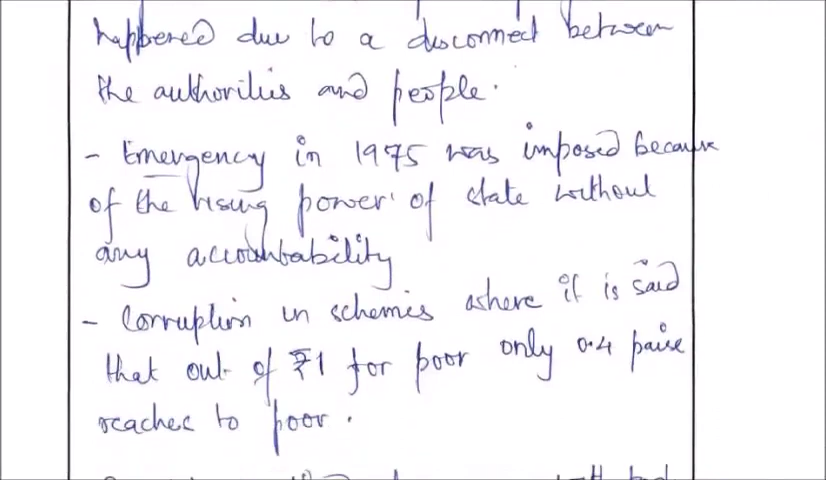 happened due to a disconnect between
the authorities and people.
- Emergency in 1975 was imposed because
of the rising power of state without
any accountability
- Corruption in schemes where it is said
that out of ₹1 for poor only 0.4 paise
reaches to poor.